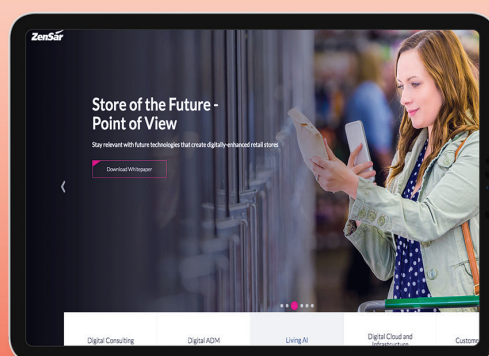 ZenSar
Store of the Future -
Point of View
Stay relevant with future technologies that create digitally-enhanced retail stores
Download Whitepaper
Digital Consulting
Digital ADM
Living AI
Digital Cloud and
Infrastructure
Custome